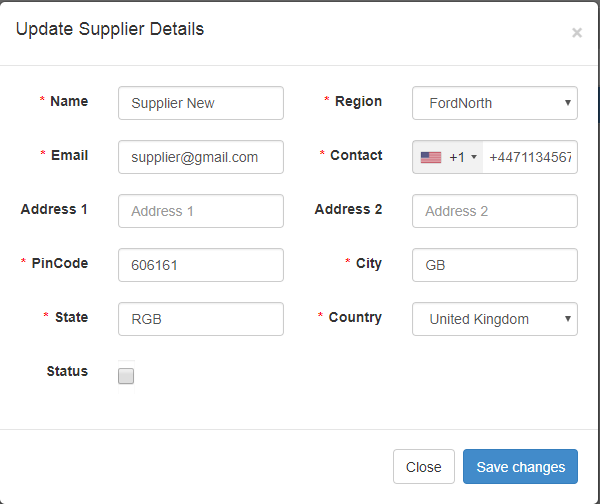 Update Supplier Details ×
* Name Supplier New * Region FordNorth
* Email supplier@gmail.com * Contact +1 +4471134567
Address 1 Address 1 Address 2 Address 2
* PinCode 606161 * City GB
* State RGB * Country United Kingdom
Status
Close Save changes